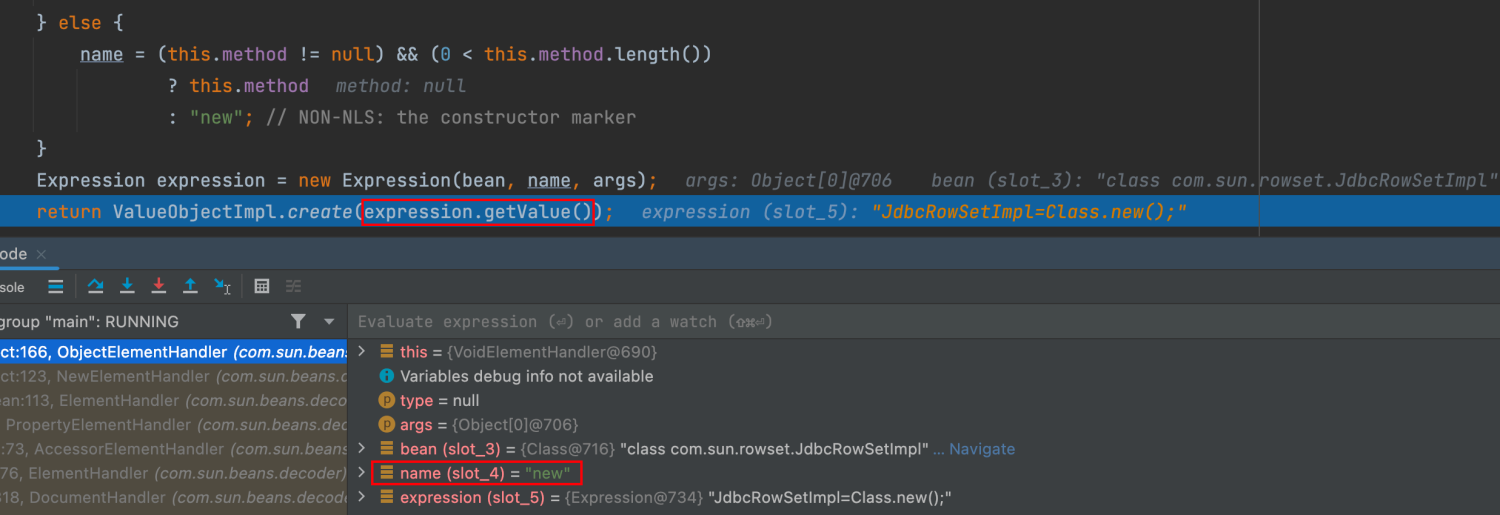 } else {
name = (this.method != null) && (0 < this.method.length())
? this.method method: null
: "new"; // NON-NLS: the constructor marker
}
Expression expression = new Expression(bean, name, args); args: Object[0]@706 bean (slot_3): "class com.sun.rowset.JdbcRowSetImpl"
return ValueObjectImpl.create(expression.getValue()); expression (slot_5): "JdbcRowSetImpl=Class.new();"
ode ×
sole
group "main": RUNNING
Evaluate expression (⏎) or add a watch (⇧⌘⏎)
ct:166, ObjectElementHandler (com.sun.beans.
ct:123, NewElementHandler (com.sun.beans.d
ean:113, ElementHandler (com.sun.beans.deco
PropertyElementHandler (com.sun.beans.dec
:73, AccessorElementHandler (com.sun.beans
76, ElementHandler (com.sun.beans.decoder)
318, DocumentHandler (com.sun.beans.decod
this = {VoidElementHandler@690}
Variables debug info not available
type = null
args = {Object[0]@706}
bean (slot_3) = {Class@716} "class com.sun.rowset.JdbcRowSetImpl" ... Navigate
name (slot_4) = "new"
expression (slot_5) = {Expression@734} "JdbcRowSetImpl=Class.new();"